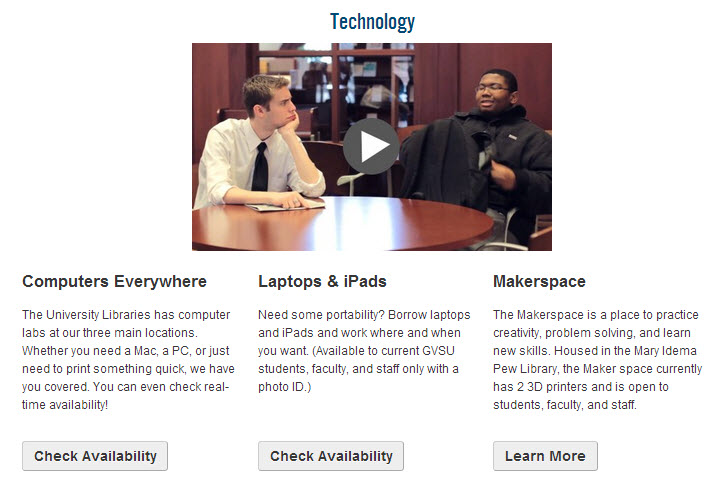 Technology
Computers Everywhere
The University Libraries has computer
labs at our three main locations.
Whether you need a Mac, a PC, or just
need to print something quick, we have
you covered. You can even check real-
time availability!
Check Availability
Laptops & iPads
Need some portability? Borrow laptops
and iPads and work where and when
you want. (Available to current GVSU
students, faculty, and staff only with a
photo ID.)
Check Availability
Makerspace
The Makerspace is a place to practice
creativity, problem solving, and learn
new skills. Housed in the Mary Idema
Pew Library, the Maker space currently
has 2 3D printers and is open to
students, faculty, and staff.
Learn More